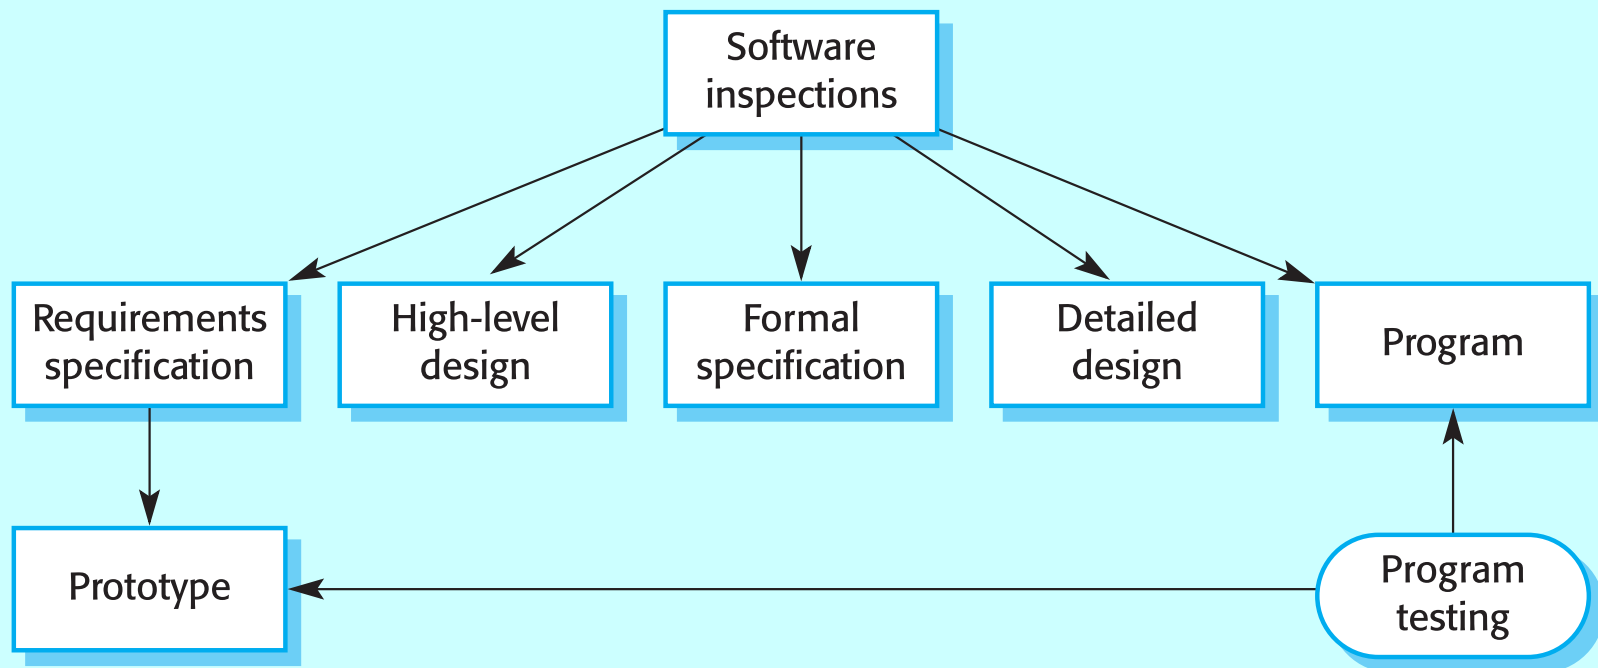 Software
inspections
Requirements
specification
High-level
design
Formal
specification
Detailed
design
Program
Prototype
Program
testing